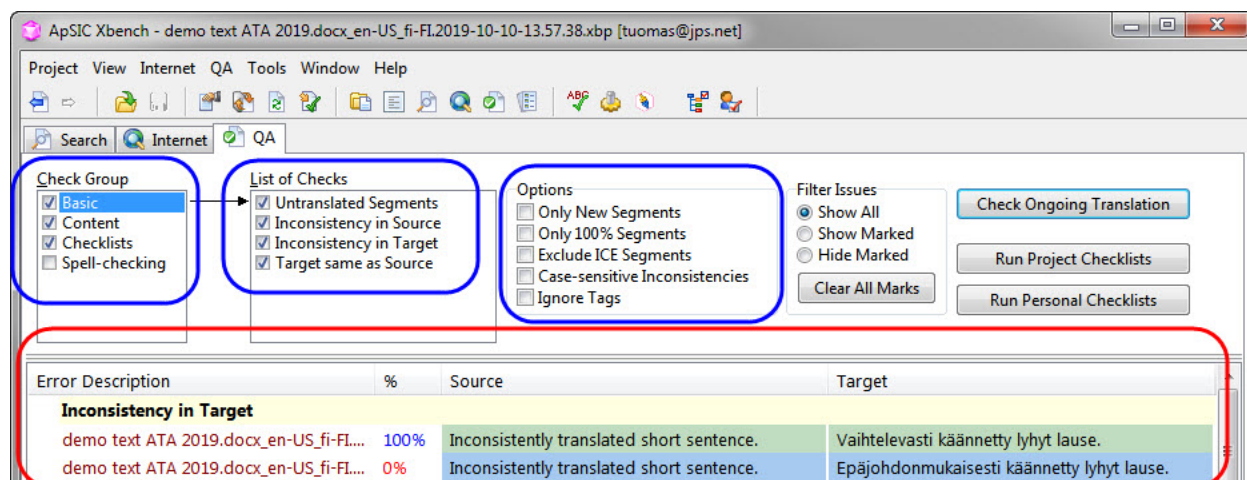 ApSIC Xbench - demo text ATA 2019.docx_en-US_fi-FI.2019-10-10-13.57.38.xbp [tuomas@jps.net]
Project View Internet QA Tools Window Help
ABC
Search Internet QA
Check Group
Basic
Content
Checklists
Spell-checking
List of Checks
Untranslated Segments
Inconsistency in Source
Inconsistency in Target
Target same as Source
Options
Only New Segments
Only 100% Segments
Exclude ICE Segments
Case-sensitive Inconsistencies
Ignore Tags
Filter Issues
Show All
Show Marked
Hide Marked
Clear All Marks
Check Ongoing Translation
Run Project Checklists
Run Personal Checklists
Error Description % Source Target
Inconsistency in Target
demo text ATA 2019.docx_en-US_fi-FI.... 100% Inconsistently translated short sentence. Vaihtelevasti käännetty lyhyt lause.
demo text ATA 2019.docx_en-US_fi-FI.... 0% Inconsistently translated short sentence. Epäjohdonmukaisesti käännetty lyhyt lause.